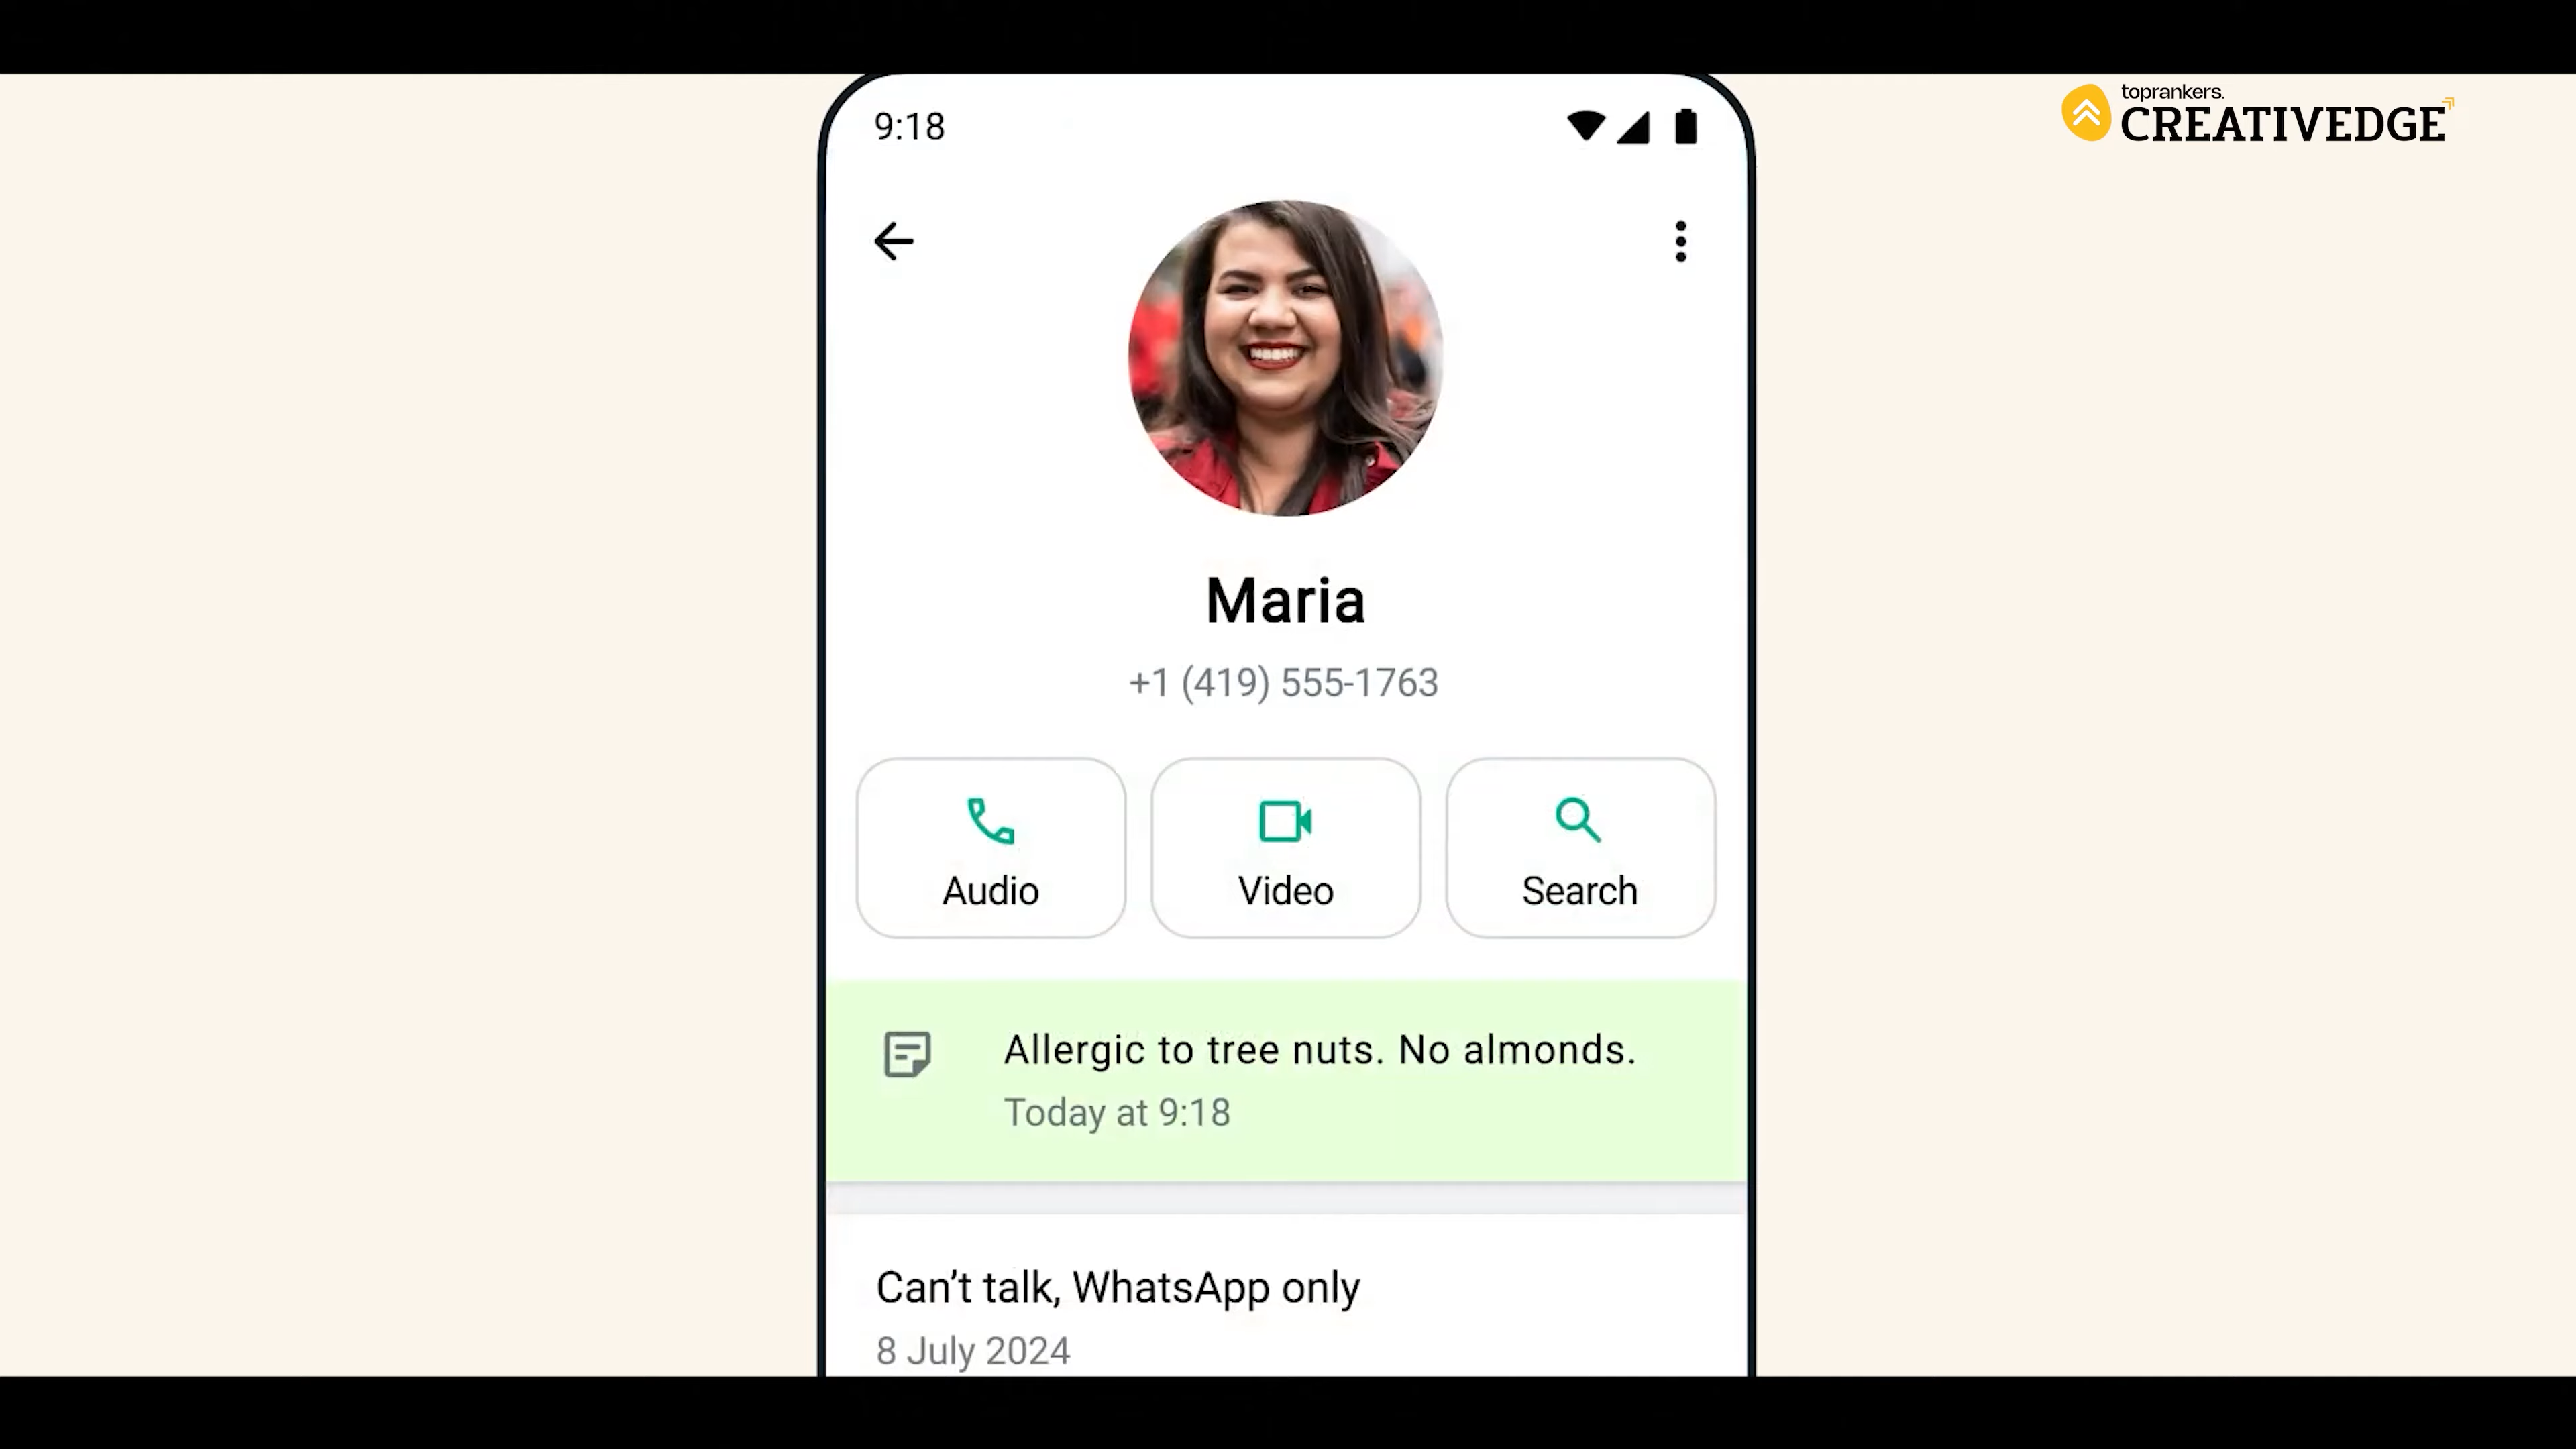 toprankers.
CREATIVEDGE
9:18
Maria
+1 (419) 555-1763
Audio
Video
Search
Allergic to tree nuts. No almonds.
Today at 9:18
Can’t talk, WhatsApp only
8 July 2024